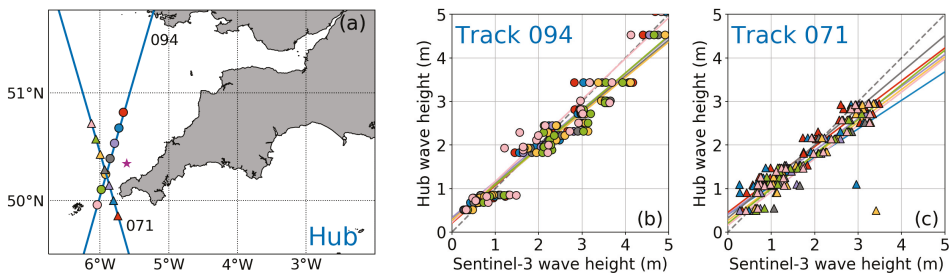 (a)
094
51°N
50°N
071
Hub
6°W 5°W 4°W 3°W
Hub wave height (m)
5
4
3
2
1
0
Track 094
(b)
0 1 2 3 4 5
Sentinel-3 wave height (m)
Hub wave height (m)
5
4
3
2
1
0
Track 071
(c)
0 1 2 3 4 5
Sentinel-3 wave height (m)